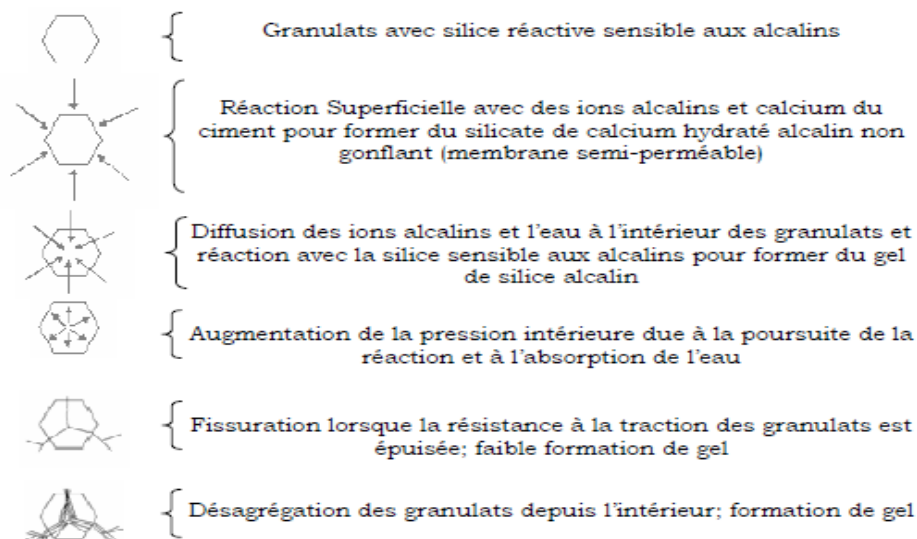 Granulats avec silice réactive sensible aux alcalins
Réaction Superficielle avec des ions alcalins et calcium du
ciment pour former du silicate de calcium hydraté alcalin non
gonflant (membrane semi-perméable)
Diffusion des ions alcalins et l'eau à l'intérieur des granulats et
réaction avec la silice sensible aux alcalins pour former du gel
de silice alcalin
Augmentation de la pression intérieure due à la poursuite de la
réaction et à l'absorption de l'eau
Fissuration lorsque la résistance à la traction des granulats est
épuisée; faible formation de gel
Désagrégation des granulats depuis l'intérieur; formation de gel